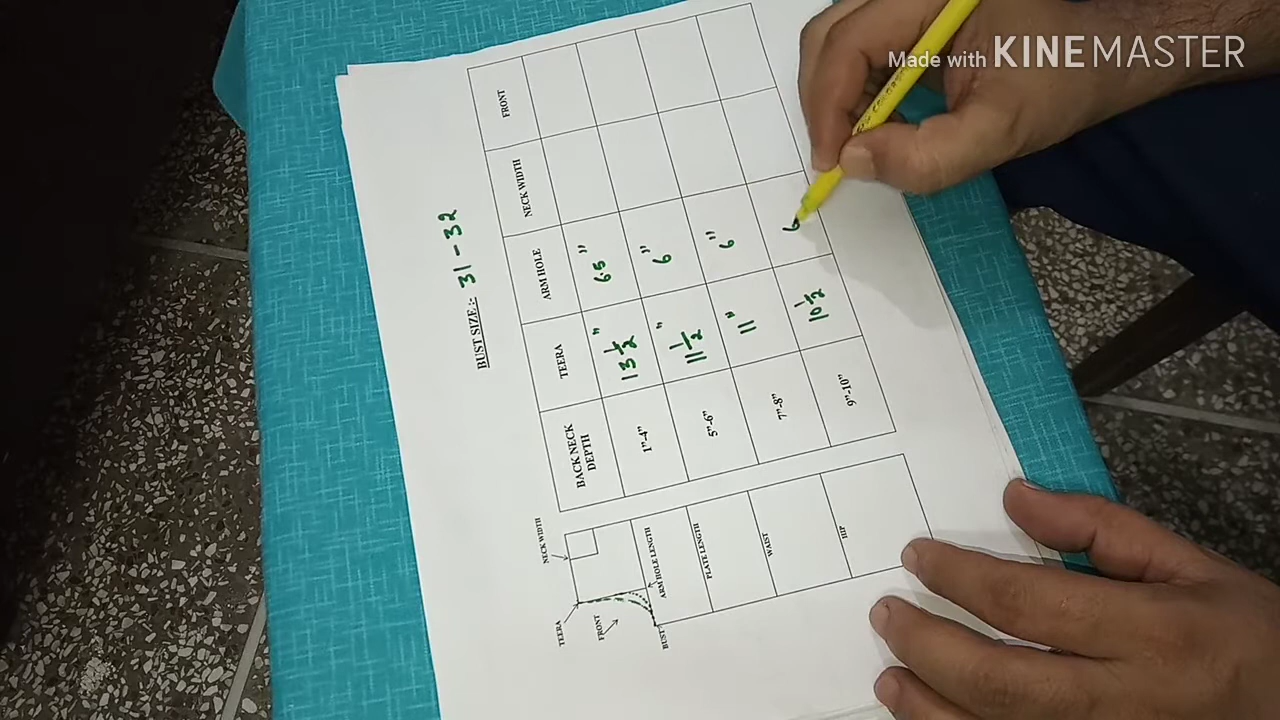 Made with KINEMASTER
BUST SIZE :- 31 - 32
BACK NECK DEPTH TEERA ARM HOLE NECK WIDTH FRONT
1"-4" 13 1/2" 6.5"
5"-6" 11 1/2" 6"
7"-8" 11" 6"
9"-10" 10 1/2 6
NECK WIDTH
TEERA
FRONT
BUST
ARM HOLE LENGTH
PLATE LENGTH
WAIST
HIP